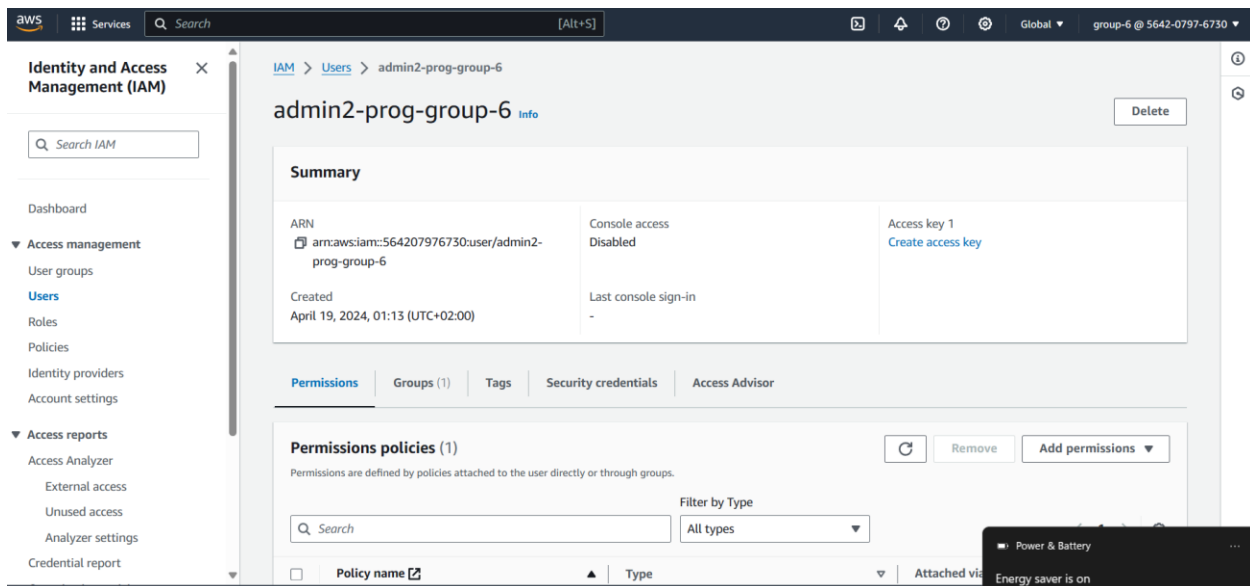 aws Services Search [Alt+S] Global group-6 @ 5642-0797-6730
Identity and Access
Management (IAM)
Search IAM
Dashboard
Access management
User groups
Users
Roles
Policies
Identity providers
Account settings
Access reports
Access Analyzer
External access
Unused access
Analyzer settings
Credential report
IAM > Users > admin2-prog-group-6
admin2-prog-group-6 Info
Delete
Summary
ARN
arn:aws:iam::564207976730:user/admin2-
prog-group-6
Console access
Disabled
Access key 1
Create access key
Created
April 19, 2024, 01:13 (UTC+02:00)
Last console sign-in
-
Permissions Groups (1) Tags Security credentials Access Advisor
Permissions policies (1)
Remove Add permissions
Permissions are defined by policies attached to the user directly or through groups.
Filter by Type
Search All types
Policy name Type Attached via
Power & Battery
Energy saver is on